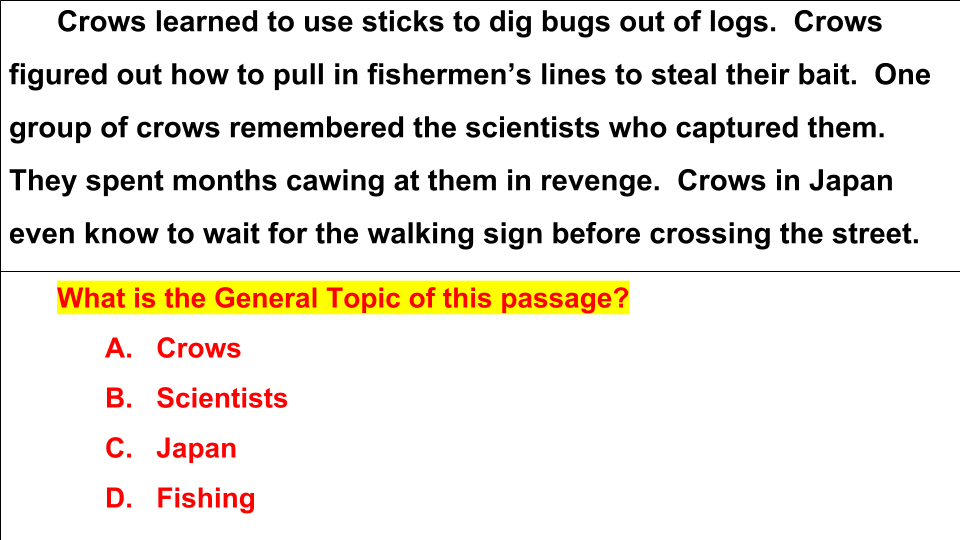 Crows learned to use sticks to dig bugs out of logs.  Crows
figured out how to pull in fishermen’s lines to steal their bait.  One
group of crows remembered the scientists who captured them.
They spent months cawing at them in revenge.  Crows in Japan
even know to wait for the walking sign before crossing the street.
What is the General Topic of this passage?
A. Crows
B. Scientists
C. Japan
D. Fishing